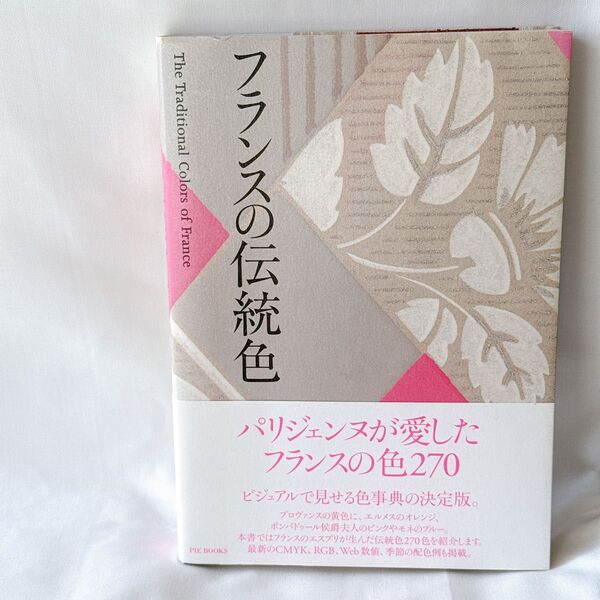 フランスの伝統色
The Traditional Colors of France
パリジェンヌが愛した
フランスの色270
ビジュアルで見せる色事典の決定版。
プロヴァンスの黄色に、エルメスのオレンジ、
ポンパドゥール侯爵夫人のピンクやモネのブルー。
本書ではフランスのエスプリが生んだ伝統色270色を紹介します。
最新のCMYK、RGB、Web数値、季節の配色例も掲載。
PIE BOOKS